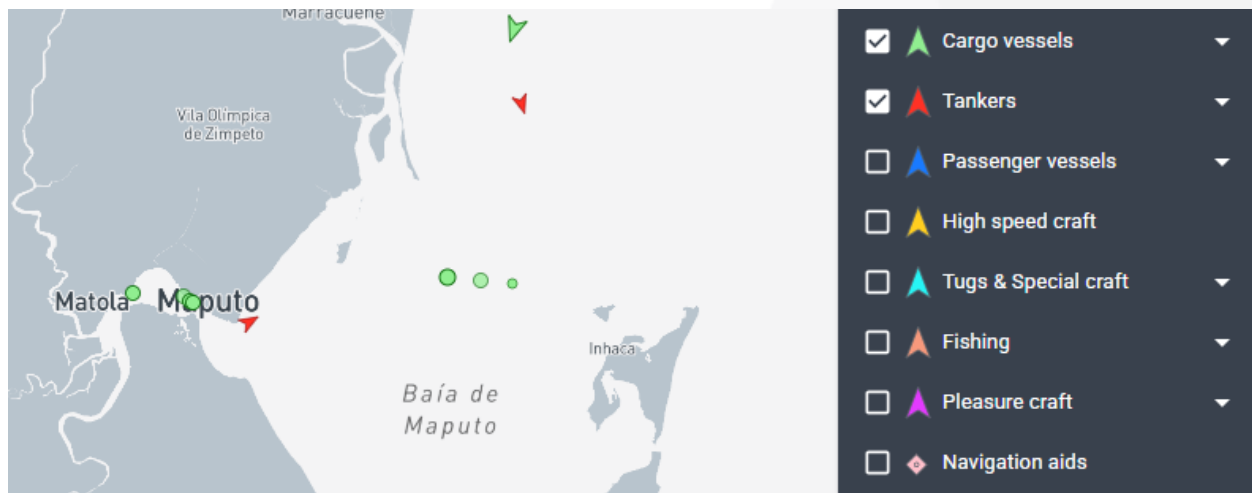 Marracuene
Vila Olímpica
de Zimpeto
Matola
Maputo
Inhaca
Baía de
Maputo
Cargo vessels
Tankers
Passenger vessels
High speed craft
Tugs & Special craft
Fishing
Pleasure craft
Navigation aids